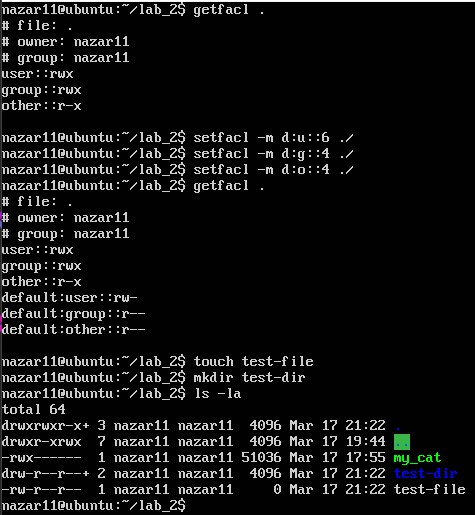 nazar11@ubuntu:~/lab_2$ getfacl .
# file: .
# owner: nazar11
# group: nazar11
user::rwx
group::rwx
other::r-x
nazar11@ubuntu:~/lab_2$ setfacl -m d:u::6 ./
nazar11@ubuntu:~/lab_2$ setfacl -m d:g::4 ./
nazar11@ubuntu:~/lab_2$ setfacl -m d:o::4 ./
nazar11@ubuntu:~/lab_2$ getfacl .
# file: .
# owner: nazar11
# group: nazar11
user::rwx
group::rwx
other::r-x
default:user::rw-
default:group::r--
default:other::r--
nazar11@ubuntu:~/lab_2$ touch test-file
nazar11@ubuntu:~/lab_2$ mkdir test-dir
nazar11@ubuntu:~/lab_2$ ls -la
total 64
drwxrwxr-x+ 3 nazar11 nazar11  4096 Mar 17 21:22 .
drwxr-xrwx  7 nazar11 nazar11  4096 Mar 17 19:44 ..
-rwx------  1 nazar11 nazar11 51036 Mar 17 17:55 my_cat
drw-r--r--+ 2 nazar11 nazar11  4096 Mar 17 21:22 test-dir
-rw-r--r--  1 nazar11 nazar11     0 Mar 17 21:22 test-file
nazar11@ubuntu:~/lab_2$